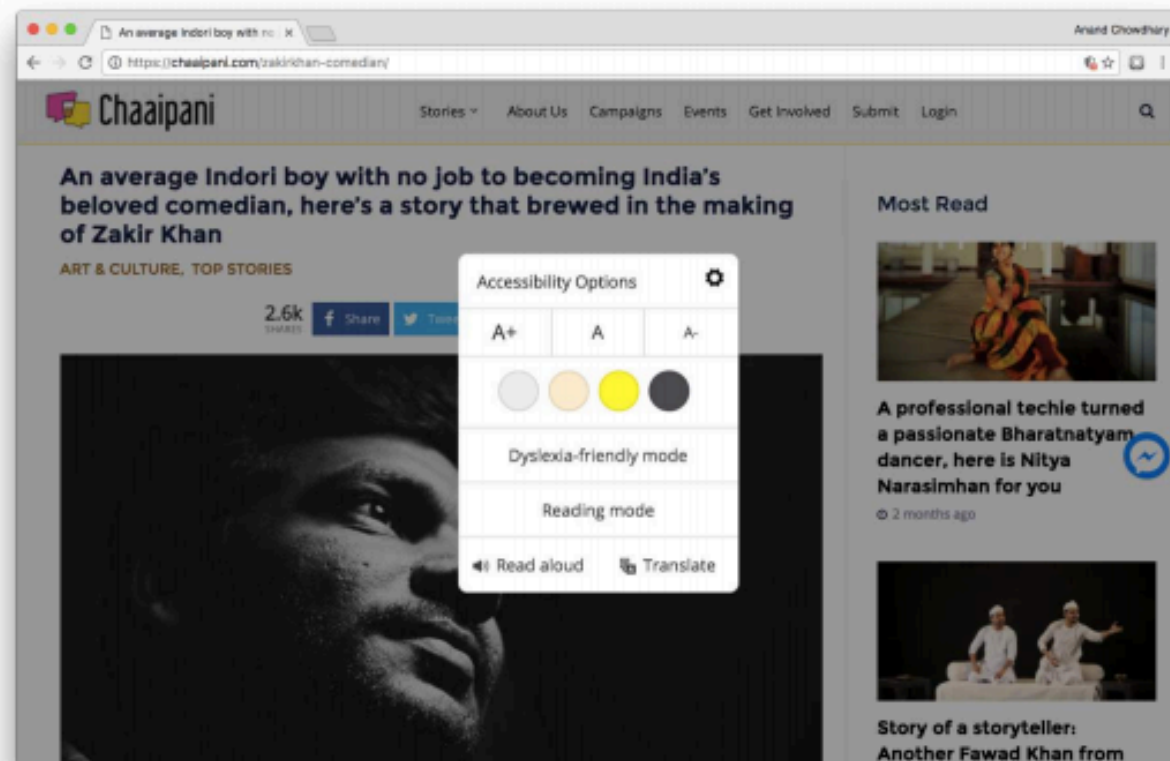 An average Indori boy with no
Anand Chowdhary
https://chaaipani.com/zakirkhan-comedian/
Chaaipani
Stories About Us Campaigns Events Get Involved Submit Login
An average Indori boy with no job to becoming India's
beloved comedian, here's a story that brewed in the making
of Zakir Khan
ART & CULTURE, TOP STORIES
2.6k
SHARES
Share
Twee
Accessibility Options
A+ A A-
Dyslexia-friendly mode
Reading mode
Read aloud Translate
Most Read
A professional techie turned
a passionate Bharatnatyam
dancer, here is Nitya
Narasimhan for you
2 months ago
Story of a storyteller:
Another Fawad Khan from